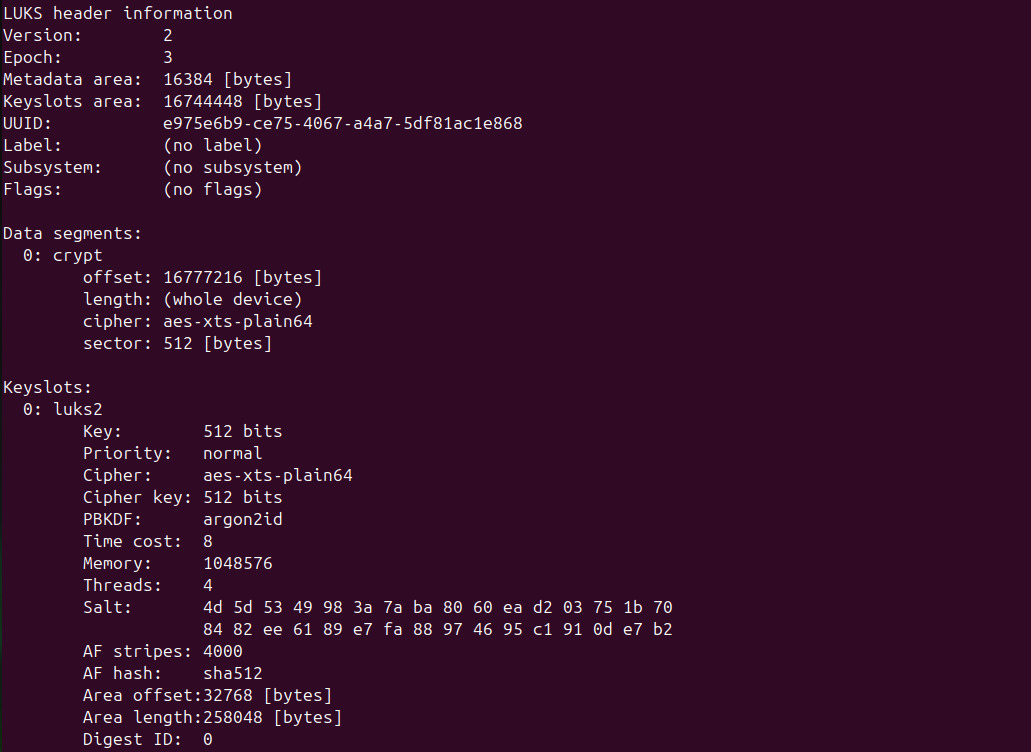 LUKS header information
Version:        2
Epoch:          3
Metadata area:  16384 [bytes]
Keyslots area:  16744448 [bytes]
UUID:           e975e6b9-ce75-4067-a4a7-5df81ac1e868
Label:          (no label)
Subsystem:      (no subsystem)
Flags:          (no flags)

Data segments:
  0: crypt
        offset: 16777216 [bytes]
        length: (whole device)
        cipher: aes-xts-plain64
        sector: 512 [bytes]

Keyslots:
  0: luks2
        Key:        512 bits
        Priority:   normal
        Cipher:     aes-xts-plain64
        Cipher key: 512 bits
        PBKDF:      argon2id
        Time cost:  8
        Memory:     1048576
        Threads:    4
        Salt:       4d 5d 53 49 98 3a 7a ba 80 60 ea d2 03 75 1b 70
                    84 82 ee 61 89 e7 fa 88 97 46 95 c1 91 0d e7 b2
        AF stripes: 4000
        AF hash:    sha512
        Area offset:32768 [bytes]
        Area length:258048 [bytes]
        Digest ID:  0